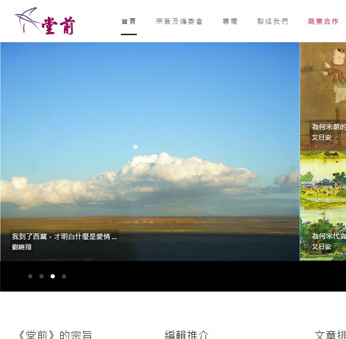 堂前
首頁 宗旨及編委會 專欄 聯絡我們 商業合作
為何宋朝的
艾日安
我到了西藏，才明白什麼是愛情 ...
劉曉翔
為何宋代
艾日安
《堂前》的宗旨 編輯推介 文章排